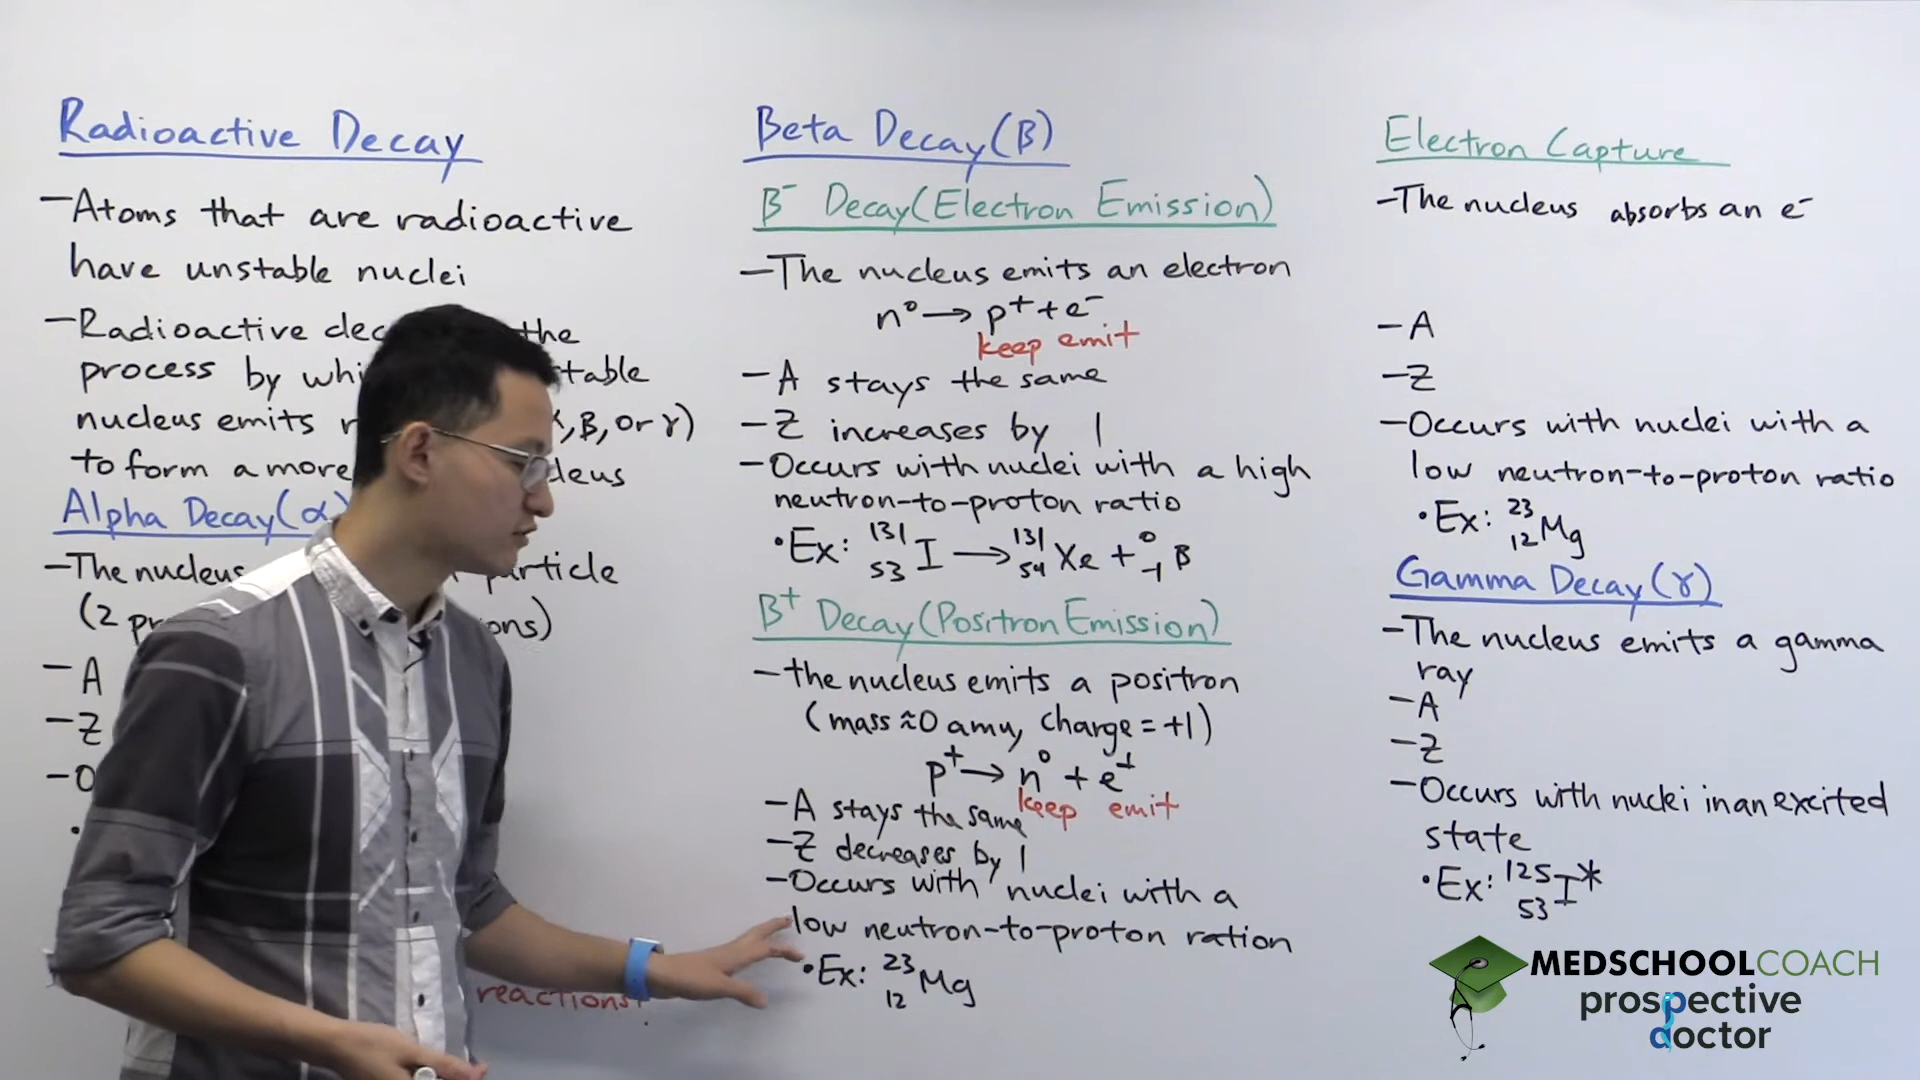 Radioactive Decay
-Atoms that are radioactive
have unstable nuclei
-Radioactive the
process by
nucleus emits β, or γ)
to form a more
Alpha Decay(α)
-The nucleus particle
(2
-A
-Z
-O
reactions
Beta Decay(β)
β⁻ Decay(Electron Emission)
-The nucleus emits an electron
n⁰→p⁺+e⁻
keep emit
-A stays the same
-Z increases by 1
-Occurs with nuclei with a high
neutron-to-proton ratio
•Ex: ¹³¹₅₃I → ¹³¹₅₄Xe + ⁰₋₁β
β⁺ Decay(Positron Emission)
-the nucleus emits a positron
(mass≈0 amu, charge=+1)
p⁺→n⁰+e⁺
keep emit
-A stays the same
-Z decreases by 1
-Occurs with nuclei with a
low neutron-to-proton ration
•Ex: ²³₁₂Mg
Electron Capture
-The nucleus absorbs an e⁻
-A
-Z
-Occurs with nuclei with a
low neutron-to-proton ratio
•Ex: ²³₁₂Mg
Gamma Decay(γ)
-The nucleus emits a gamma
ray
-A
-Z
-Occurs with nuclei in an excited
state
•Ex: ¹²⁵₅₃I*
MEDSCHOOLCOACH
prospective
doctor